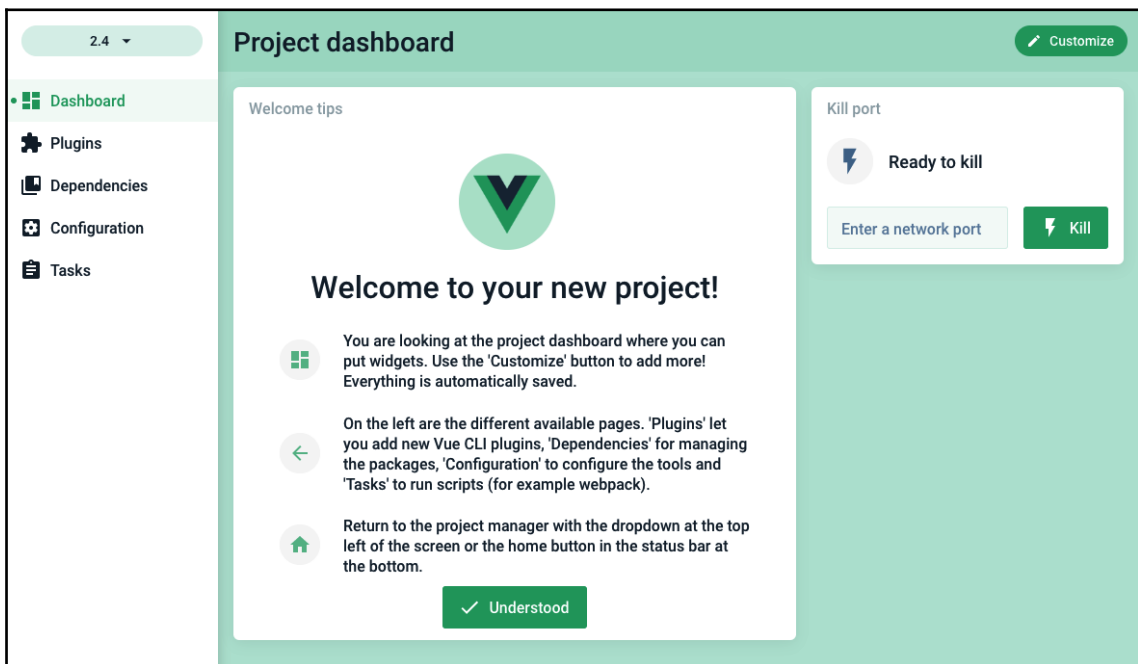 2.4
Project dashboard
Customize
Dashboard
Plugins
Dependencies
Configuration
Tasks
Welcome tips
Welcome to your new project!
You are looking at the project dashboard where you can
put widgets. Use the 'Customize' button to add more!
Everything is automatically saved.
On the left are the different available pages. 'Plugins' let
you add new Vue CLI plugins, 'Dependencies' for managing
the packages, 'Configuration' to configure the tools and
'Tasks' to run scripts (for example webpack).
Return to the project manager with the dropdown at the top
left of the screen or the home button in the status bar at
the bottom.
Understood
Kill port
Ready to kill
Enter a network port
Kill